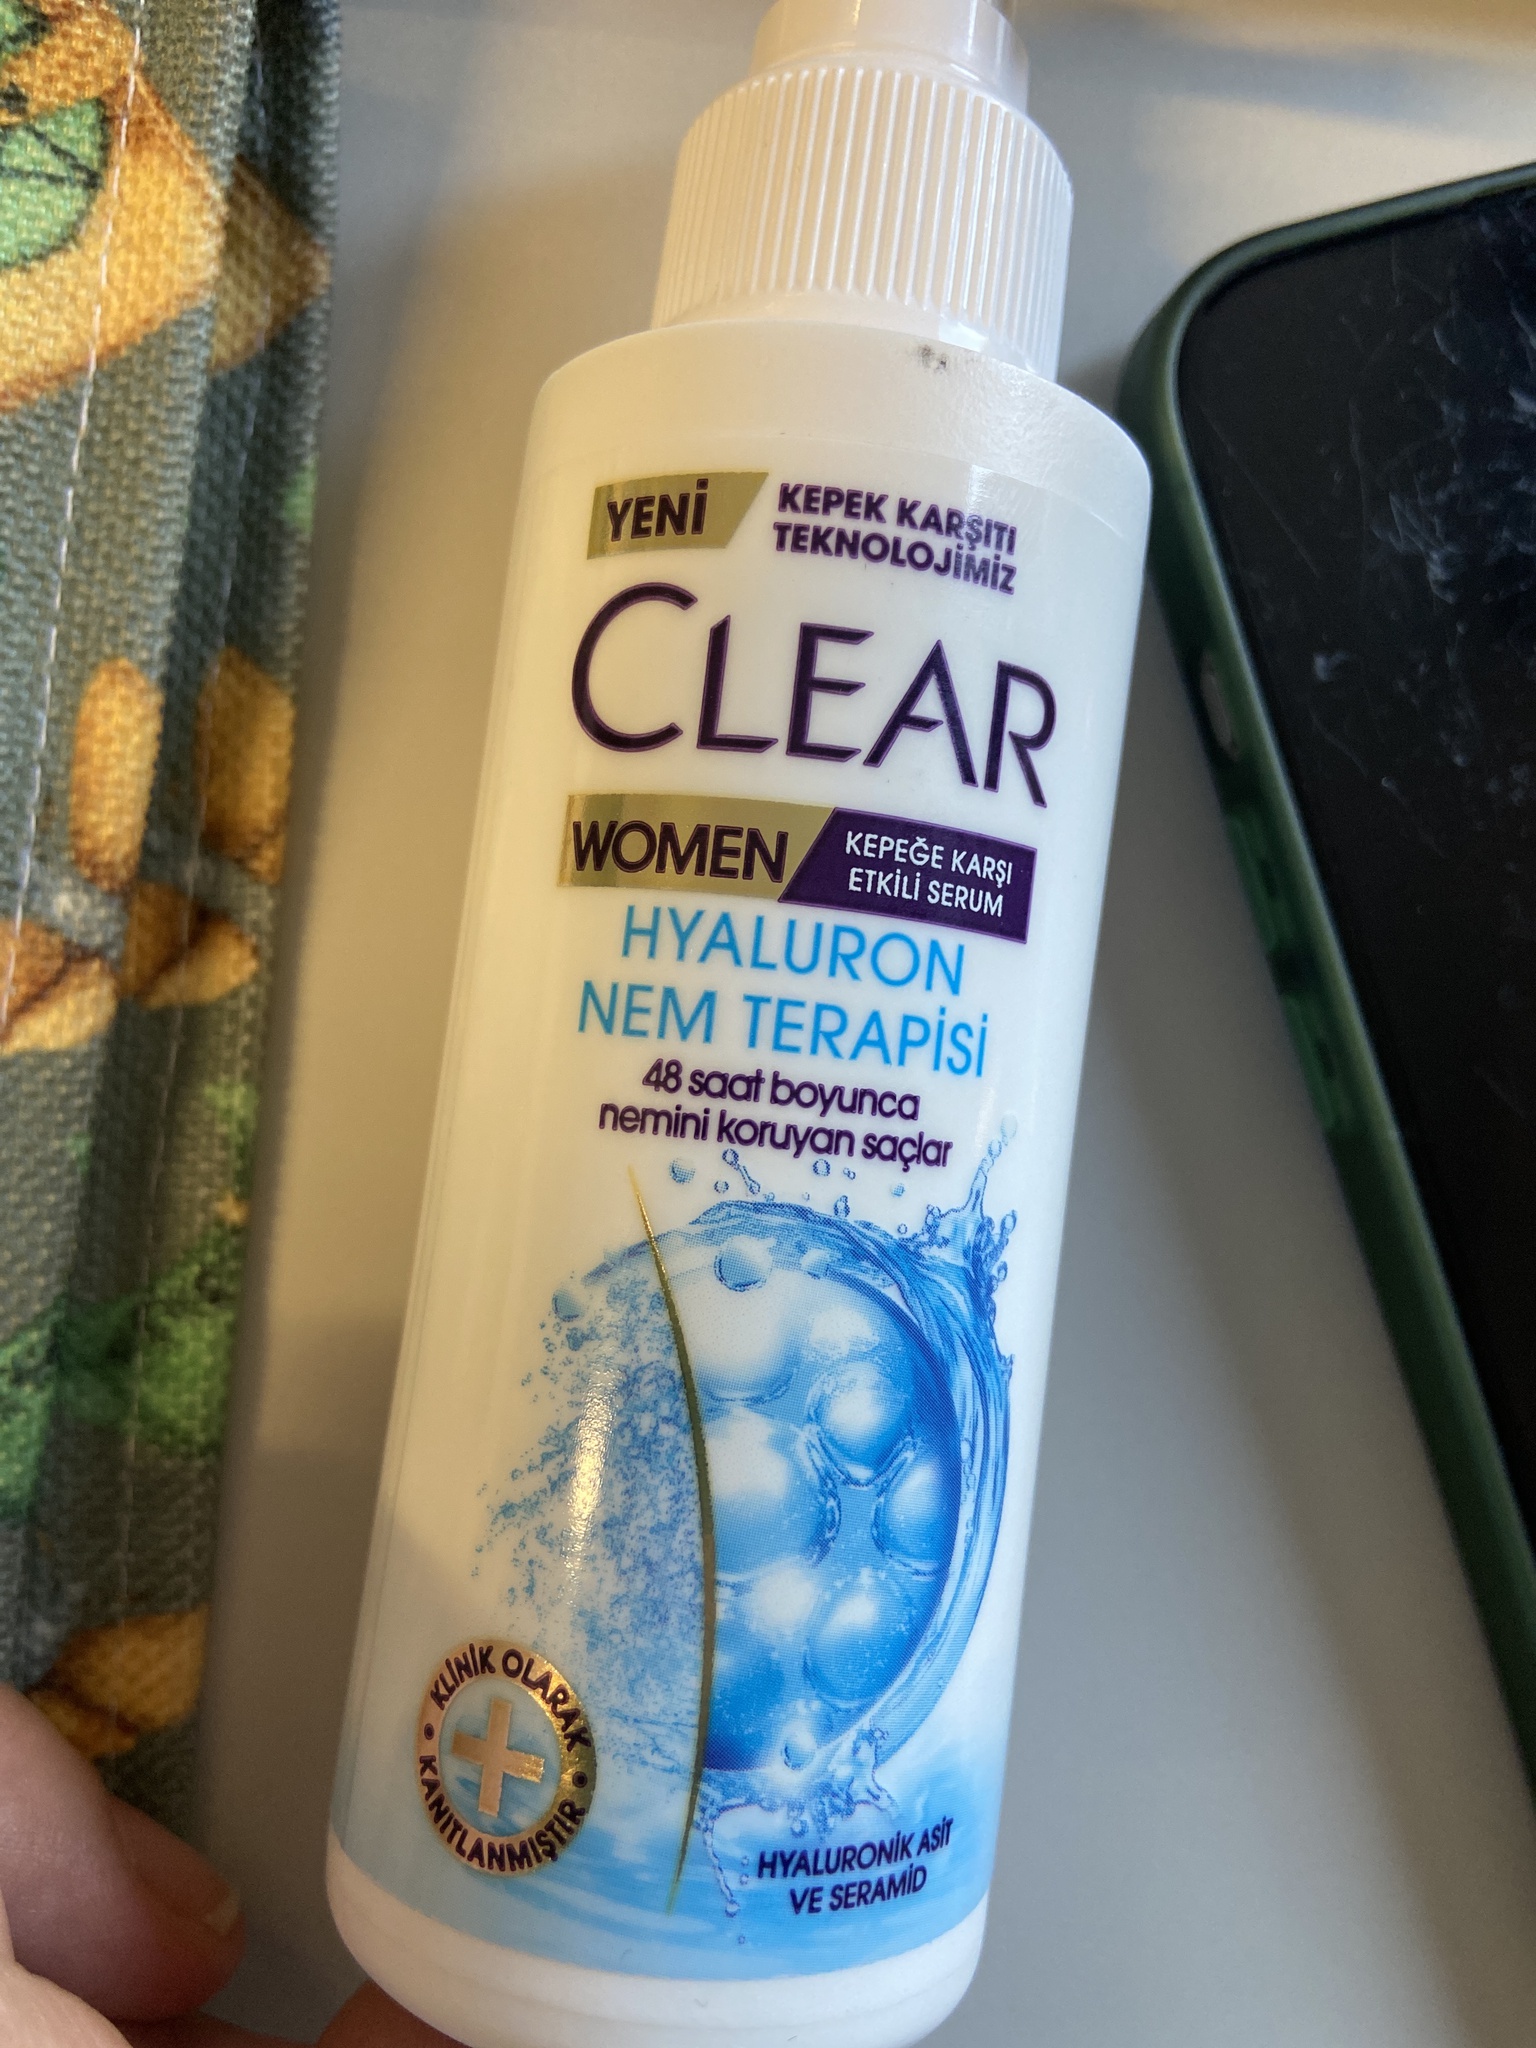 YENİ
KEPEK KARŞITI
TEKNOLOJİMİZ
CLEAR
WOMEN
KEPEĞE KARŞI
ETKİLİ SERUM
HYALURON
NEM TERAPİSİ
48 saat boyunca
nemini koruyan saçlar
KLİNİK OLARAK
KANITLANMIŞTIR
HYALURONİK ASİT
VE SERAMİD